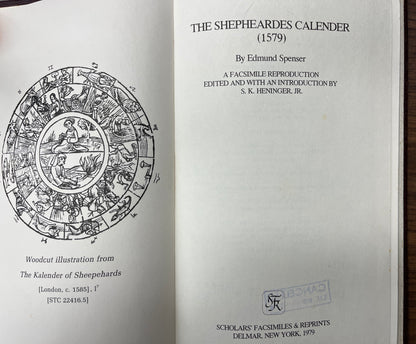 Woodcut illustration from
The Kalender of Sheepehards
[London, c. 1585], I^r
[STC 22416.5]
THE SHEPHEARDES CALENDER
(1579)
By Edmund Spenser
A FACSIMILE REPRODUCTION
EDITED AND WITH AN INTRODUCTION BY
S. K. HENINGER, JR.
SCHOLARS' FACSIMILES & REPRINTS
DELMAR, NEW YORK, 1979